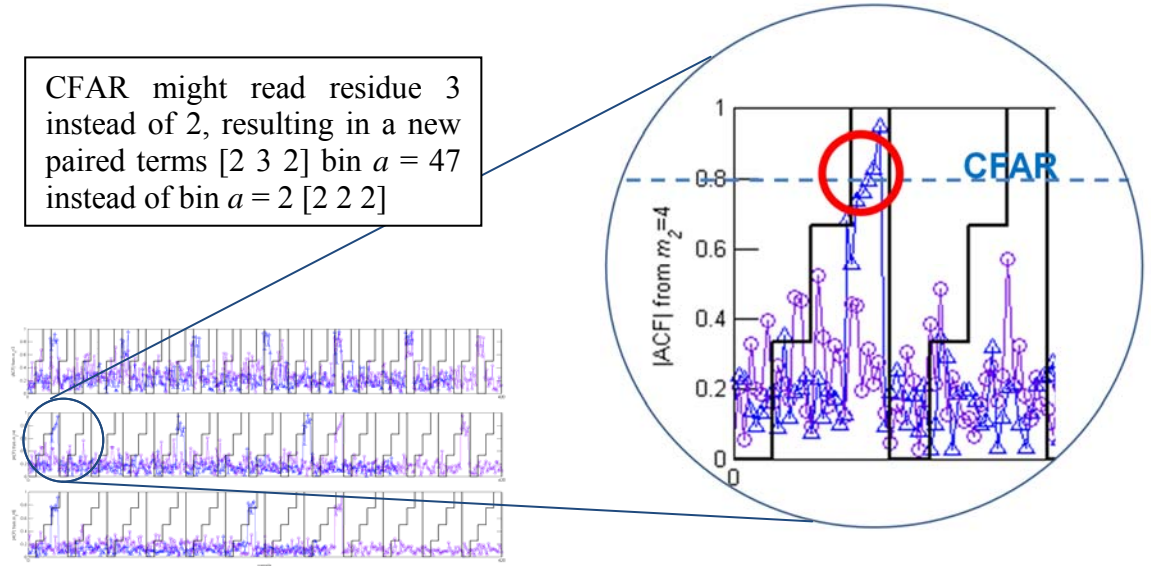 CFAR might read residue 3
instead of 2, resulting in a new
paired terms [2 3 2] bin a = 47
instead of bin a = 2 [2 2 2]
1
0.8
0.6
0.4
0.2
0
0
|ACF| from m2=4
CFAR